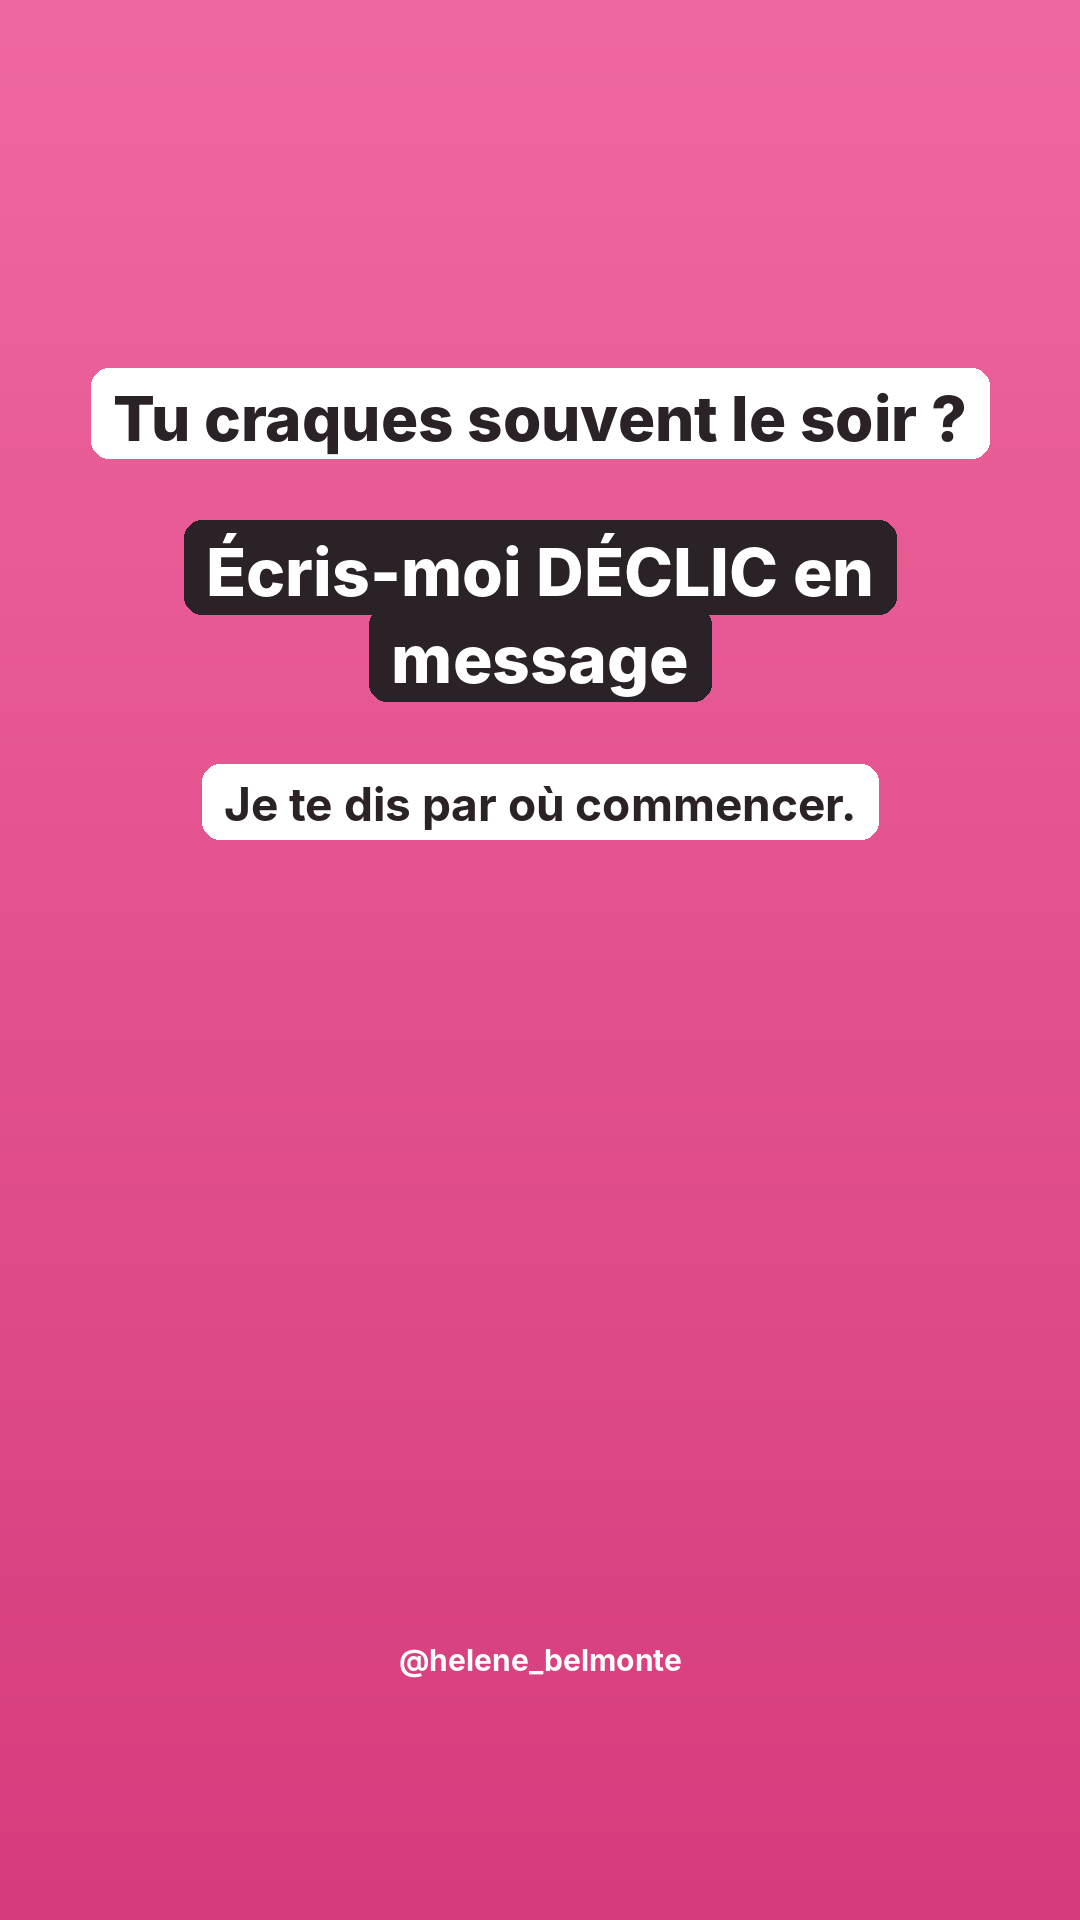 Tu craques souvent le soir ?
Écris-moi DÉCLIC en
message
Je te dis par où commencer.
@helene_belmonte